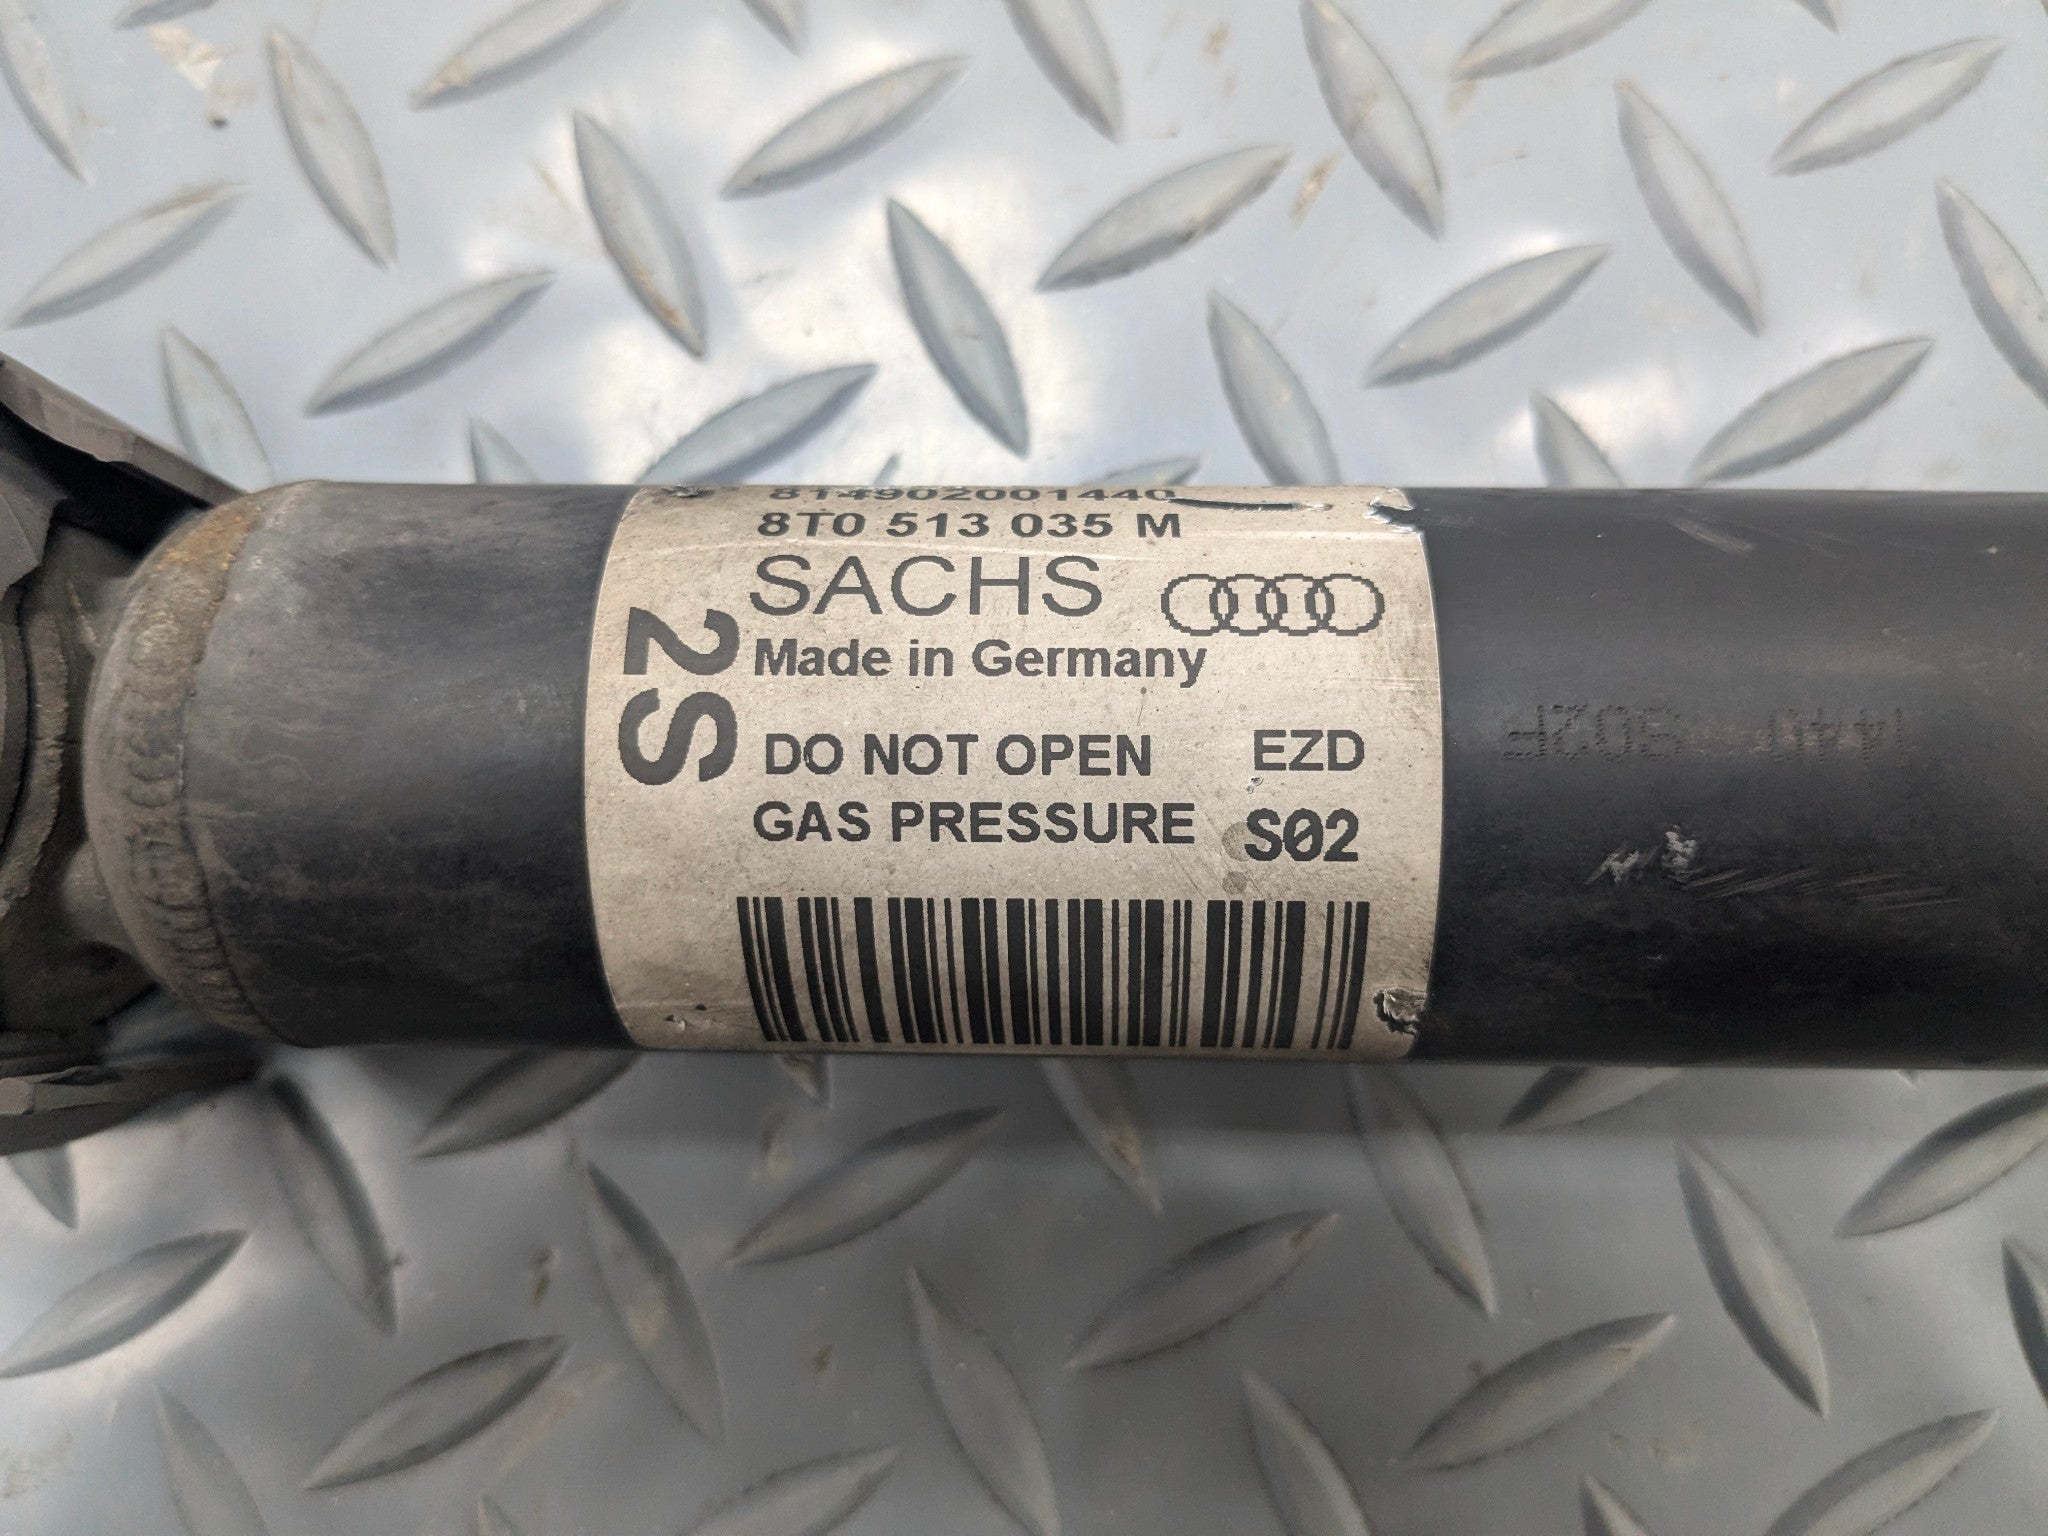 814902001440
8T0 513 035 M
SACHS
Made in Germany
2S
DO NOT OPEN
EZD
GAS PRESSURE
S02